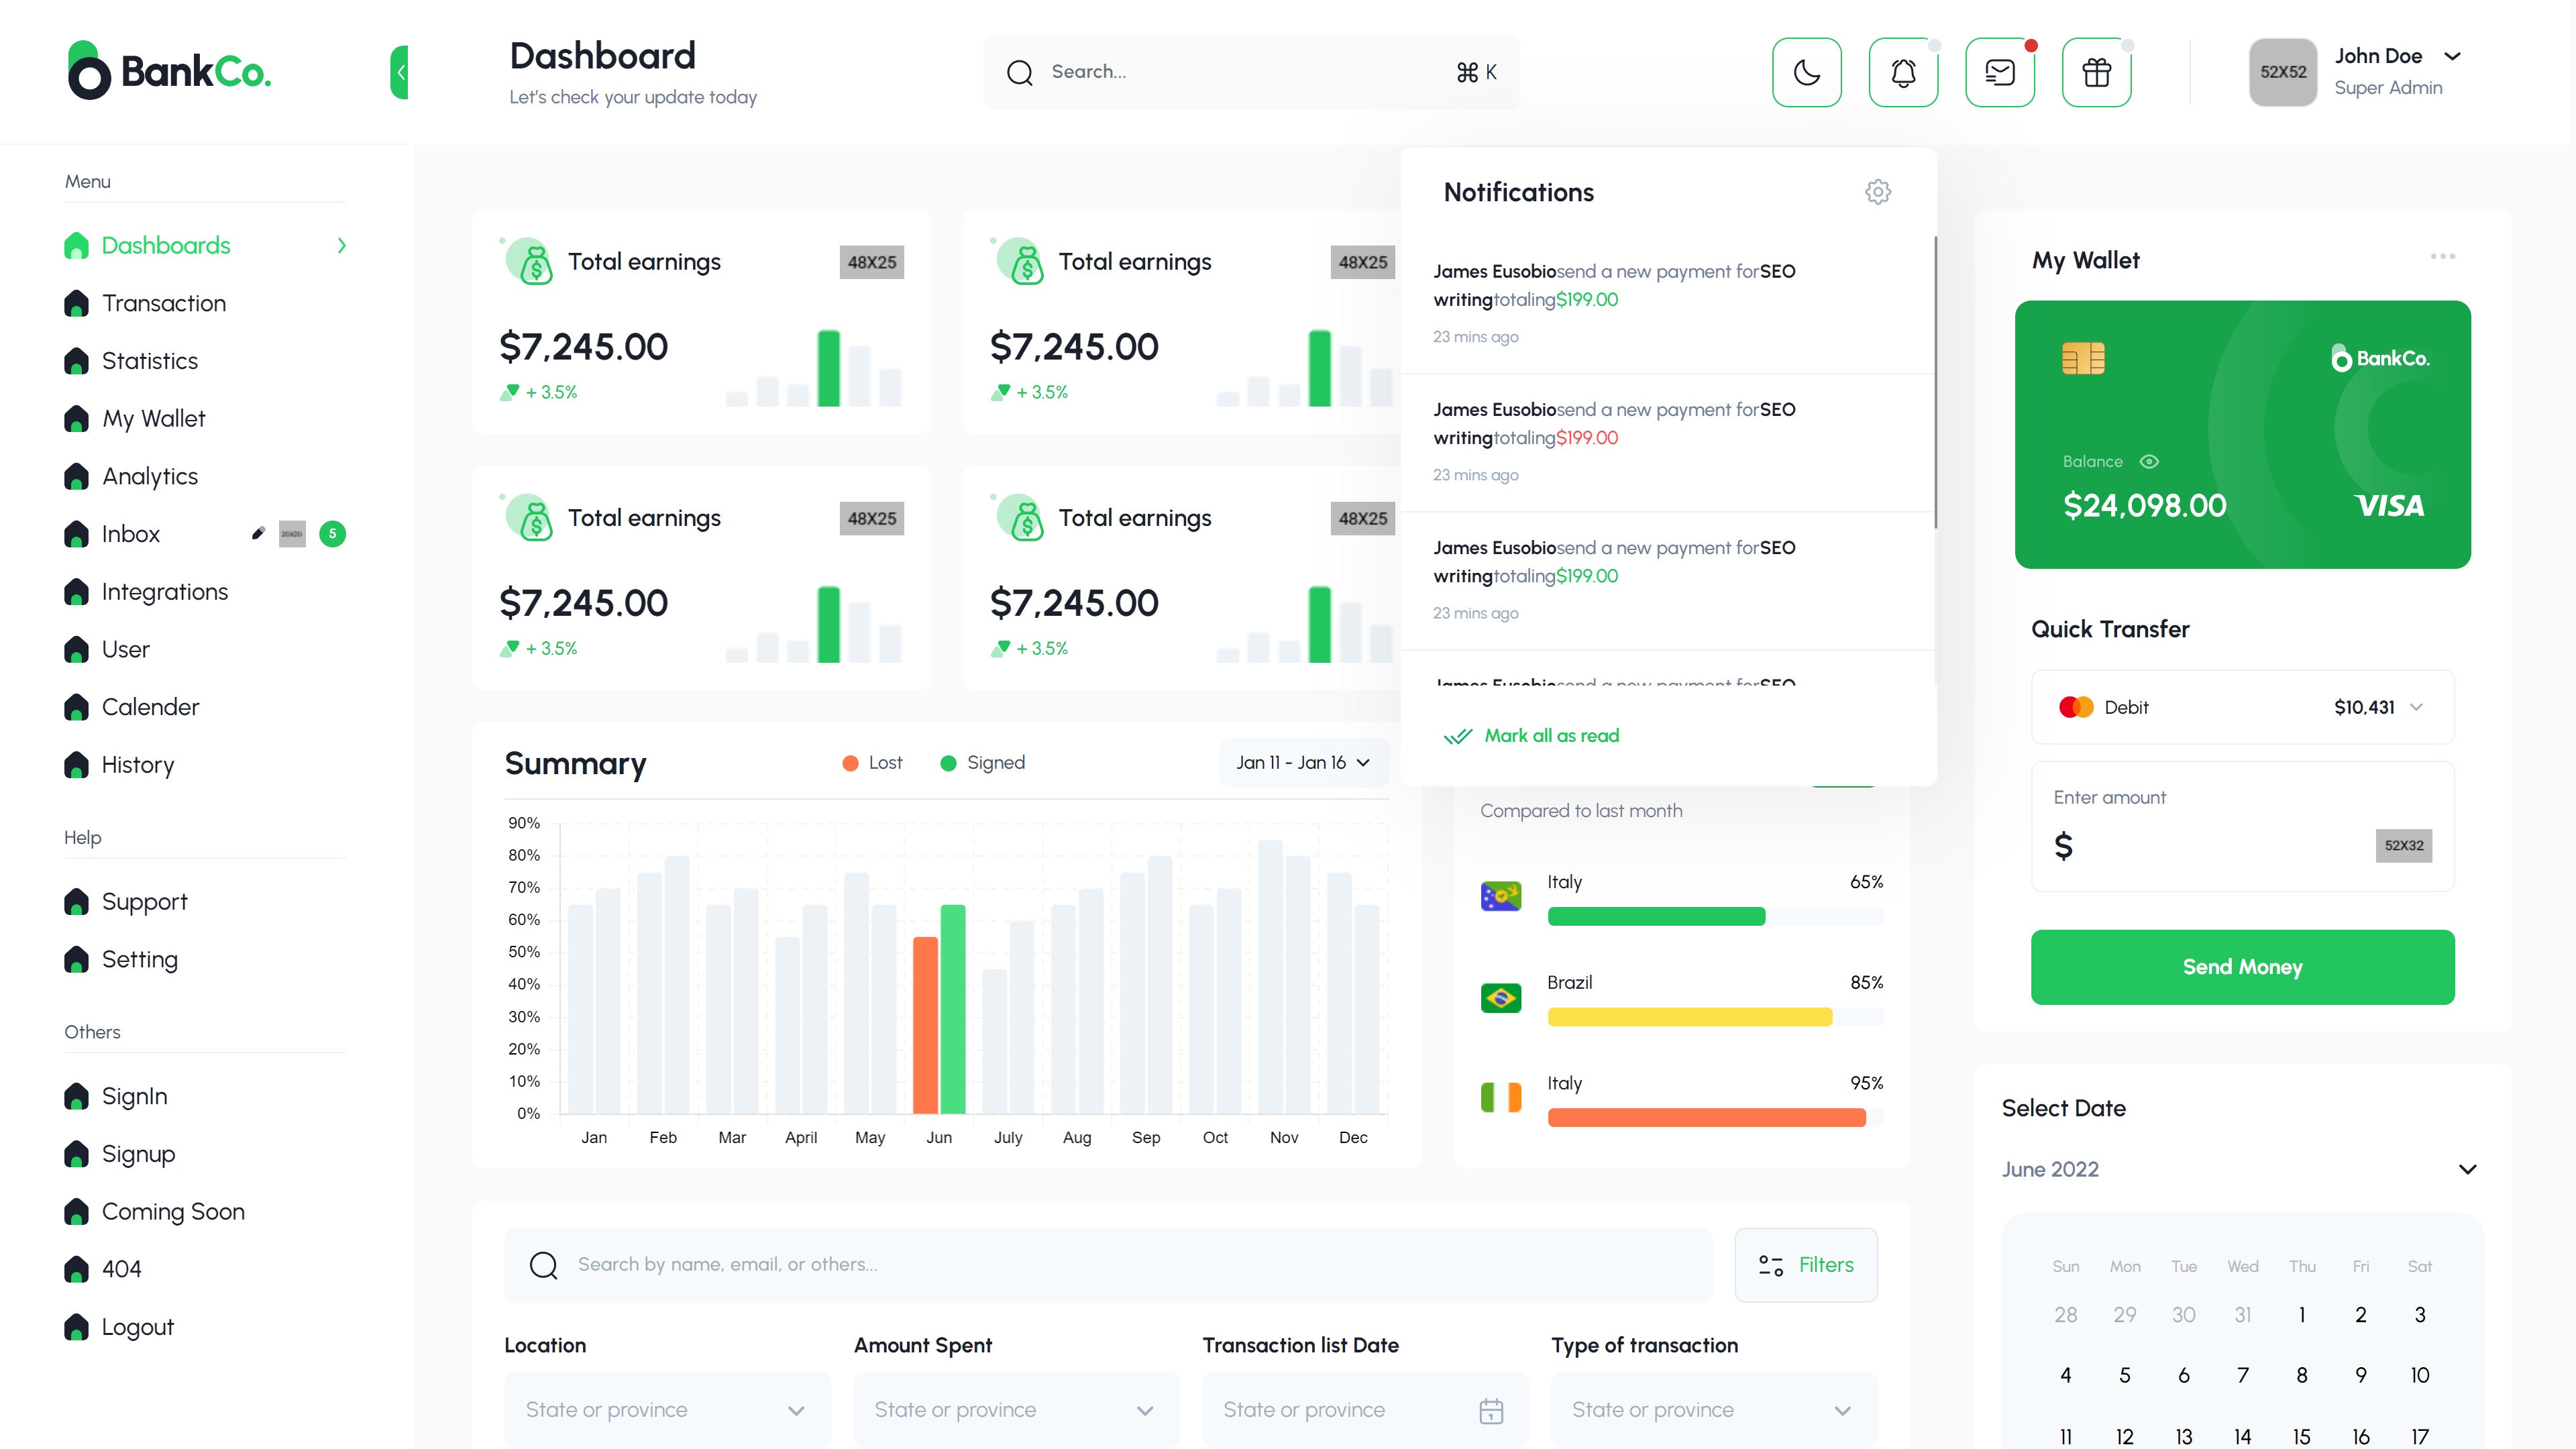 BankCo.
Dashboard
Let's check your update today
Search...
⌘ K
52X52
John Doe
Super Admin
Menu
Dashboards
Transaction
Statistics
My Wallet
Analytics
Inbox
20X20
5
Integrations
User
Calender
History
Help
Support
Setting
Others
SignIn
Signup
Coming Soon
404
Logout
Total earnings
48X25
$7,245.00
+ 3.5%
Total earnings
48X25
$7,245.00
+ 3.5%
Total earnings
48X25
$7,245.00
+ 3.5%
Total earnings
48X25
$7,245.00
+ 3.5%
Notifications
James Eusobiosend a new payment forSEO
writingtotaling$199.00
23 mins ago
James Eusobiosend a new payment forSEO
writingtotaling$199.00
23 mins ago
James Eusobiosend a new payment forSEO
writingtotaling$199.00
23 mins ago
James Eusobiosend a new payment forSEO
Mark all as read
Summary
Lost
Signed
Jan 11 - Jan 16
90%
80%
70%
60%
50%
40%
30%
20%
10%
0%
Jan Feb Mar April May Jun July Aug Sep Oct Nov Dec
Compared to last month
Italy 65%
Brazil 85%
Italy 95%
Search by name, email, or others...
Filters
Location
State or province
Amount Spent
State or province
Transaction list Date
State or province
Type of transaction
State or province
My Wallet
BankCo.
Balance
$24,098.00
VISA
Quick Transfer
Debit
$10,431
Enter amount
$
52X32
Send Money
Select Date
June 2022
Sun Mon Tue Wed Thu Fri Sat
28 29 30 31 1 2 3
4 5 6 7 8 9 10
11 12 13 14 15 16 17